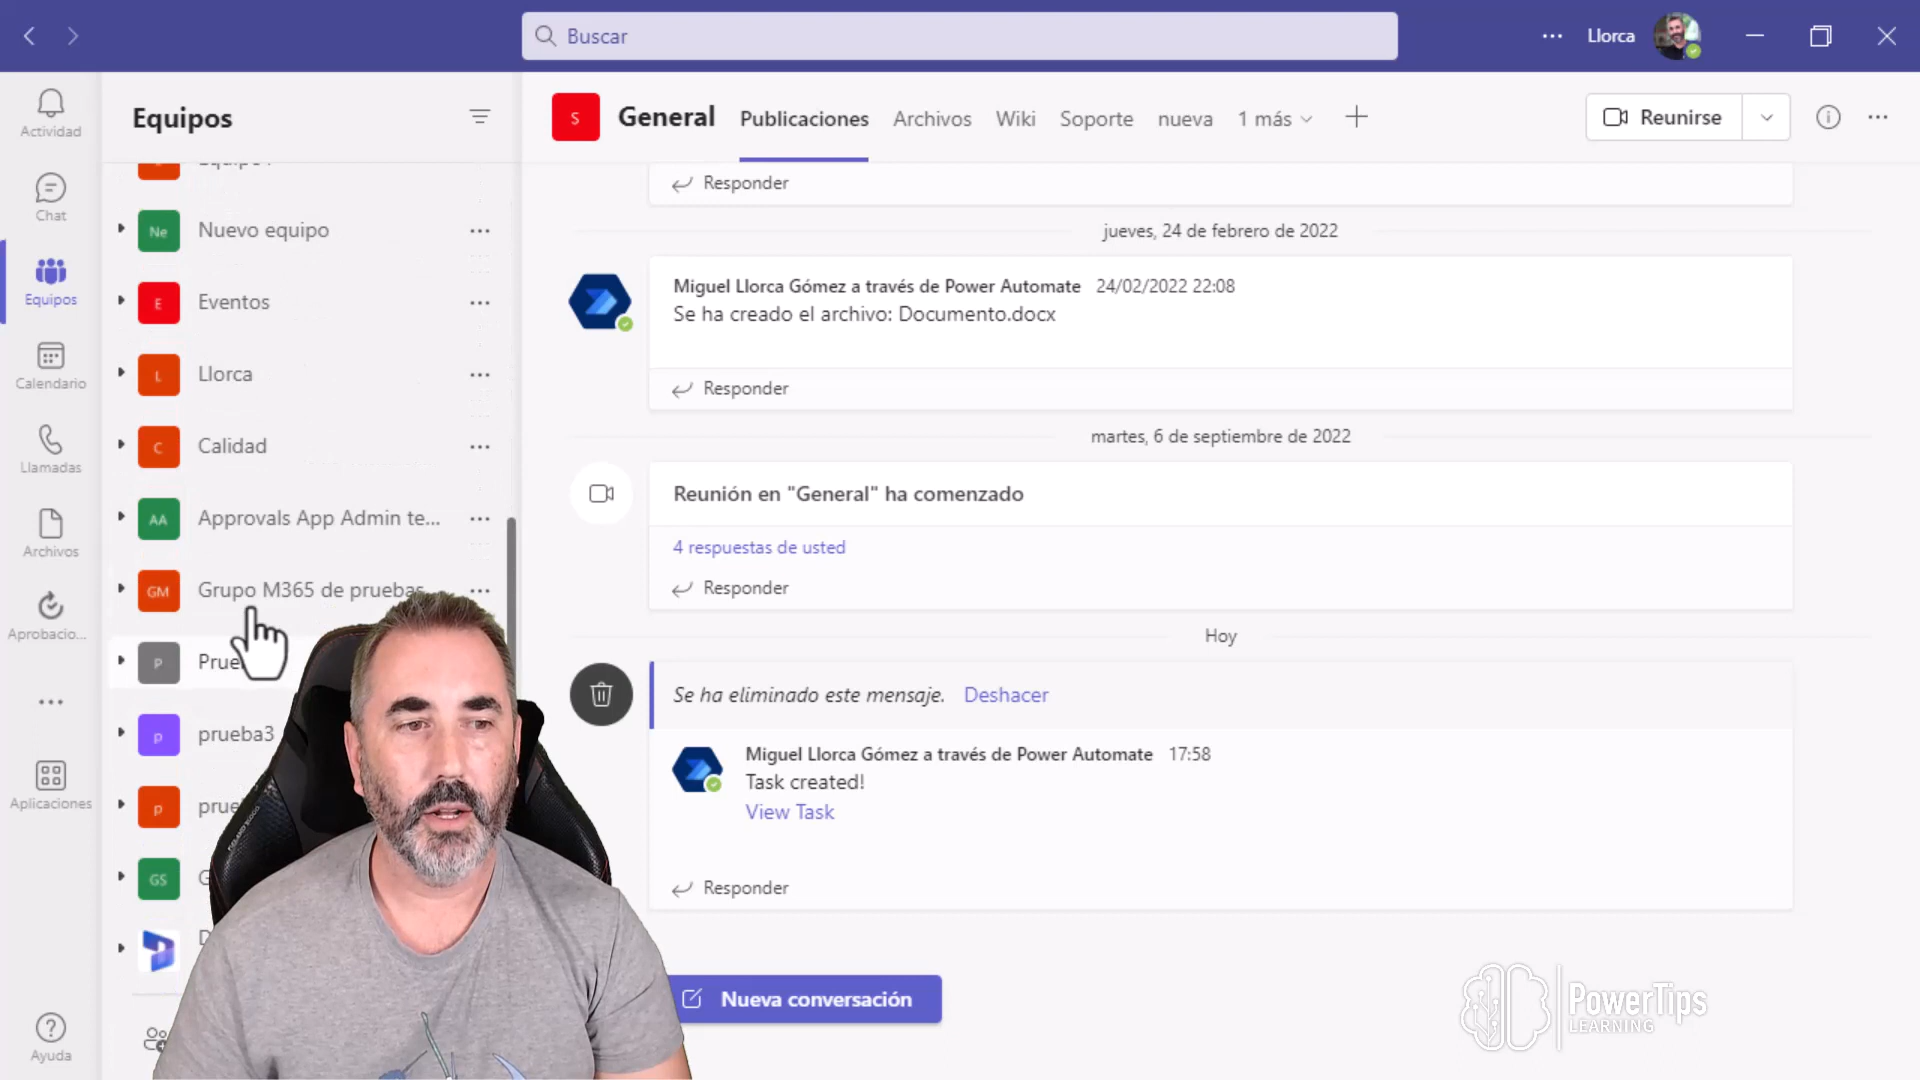 Buscar
Llorca
Actividad
Chat
Equipos
Calendario
Llamadas
Archivos
Aprobacio...
Aplicaciones
Ayuda
Equipos
Ne
Nuevo equipo
E
Eventos
L
Llorca
C
Calidad
AA
Approvals App Admin te...
GM
Grupo M365 de pruebas
P
p
prueba3
p
GS
S
General
Publicaciones
Archivos
Wiki
Soporte
nueva
1 más
Reunirse
Responder
jueves, 24 de febrero de 2022
Miguel Llorca Gómez a través de Power Automate 24/02/2022 22:08
Se ha creado el archivo: Documento.docx
Responder
martes, 6 de septiembre de 2022
Reunión en "General" ha comenzado
4 respuestas de usted
Responder
Hoy
Se ha eliminado este mensaje. Deshacer
Miguel Llorca Gómez a través de Power Automate 17:58
Task created!
View Task
Responder
Nueva conversación
PowerTips
LEARNING